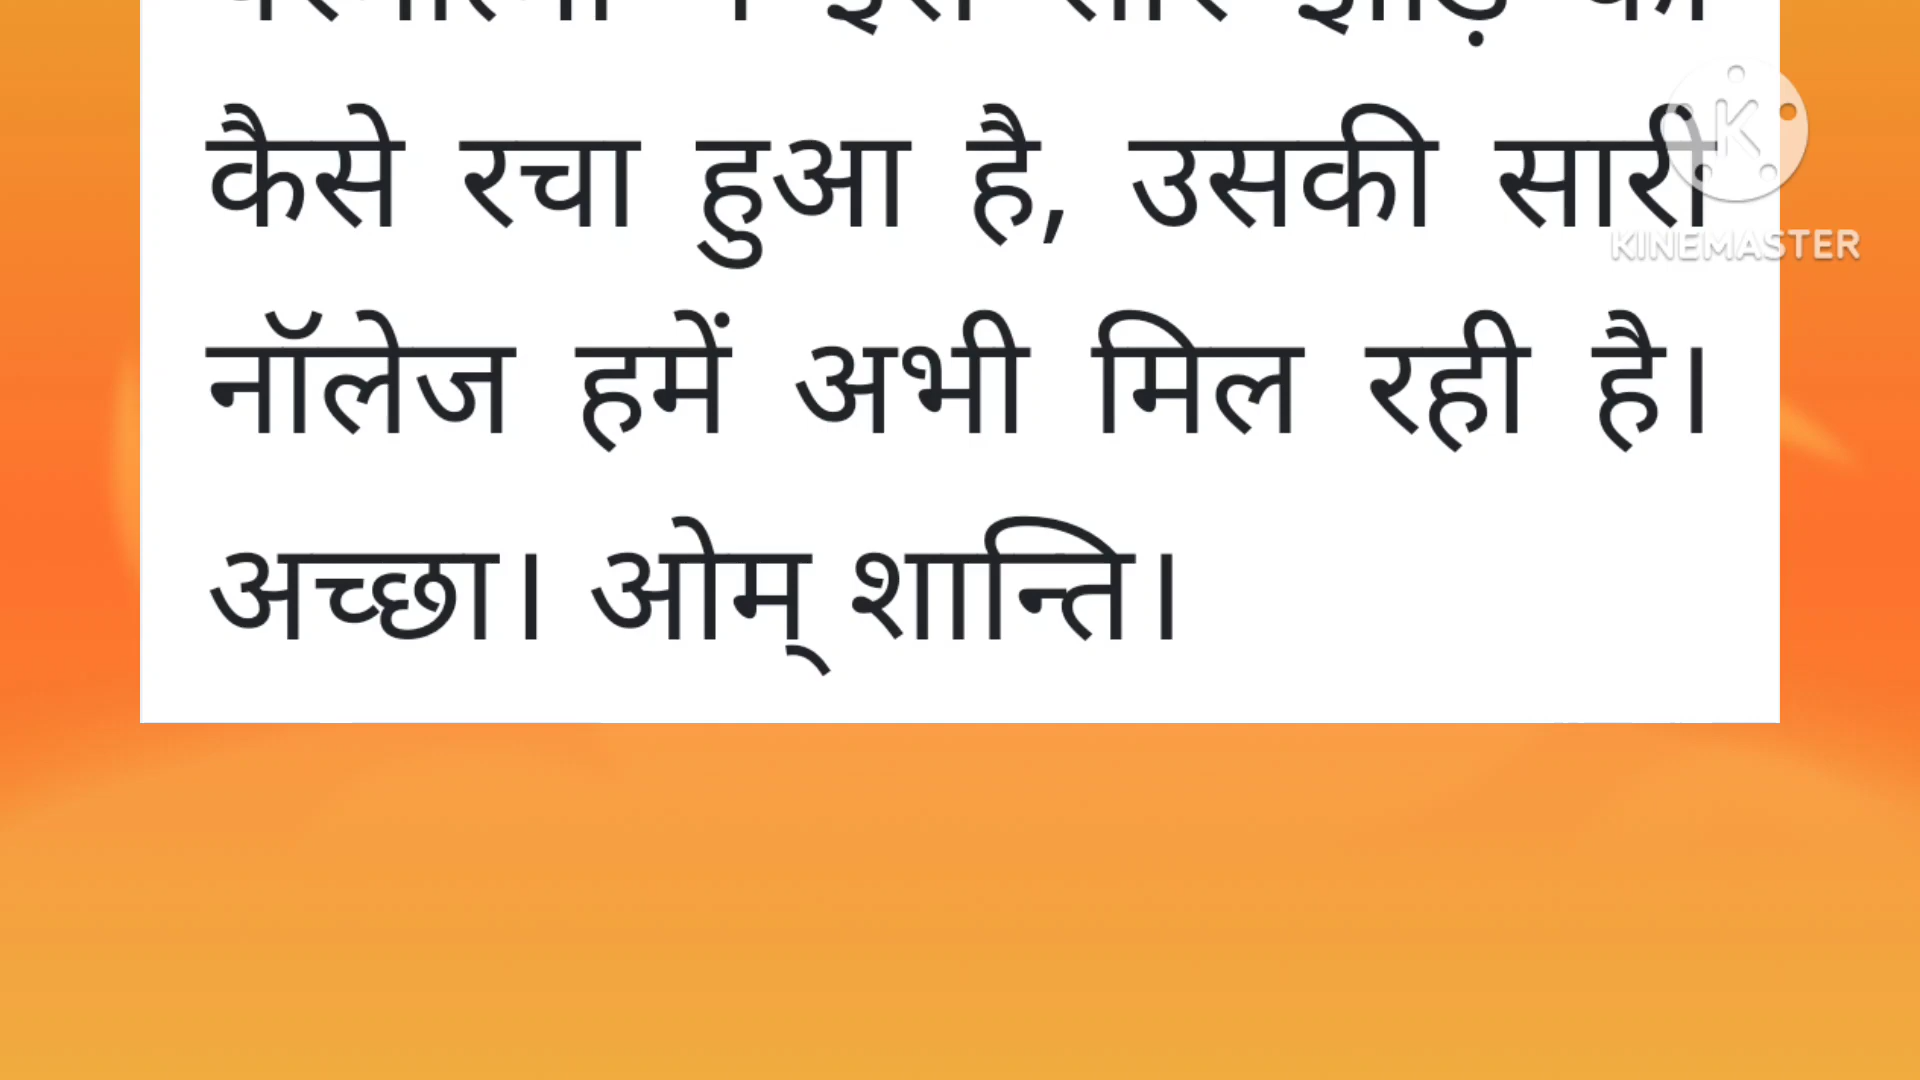 कैसे रचा हुआ है, उसकी सारी
नॉलेज हमें अभी मिल रही है।
अच्छा। ओम् शान्ति।
K
KINEMASTER